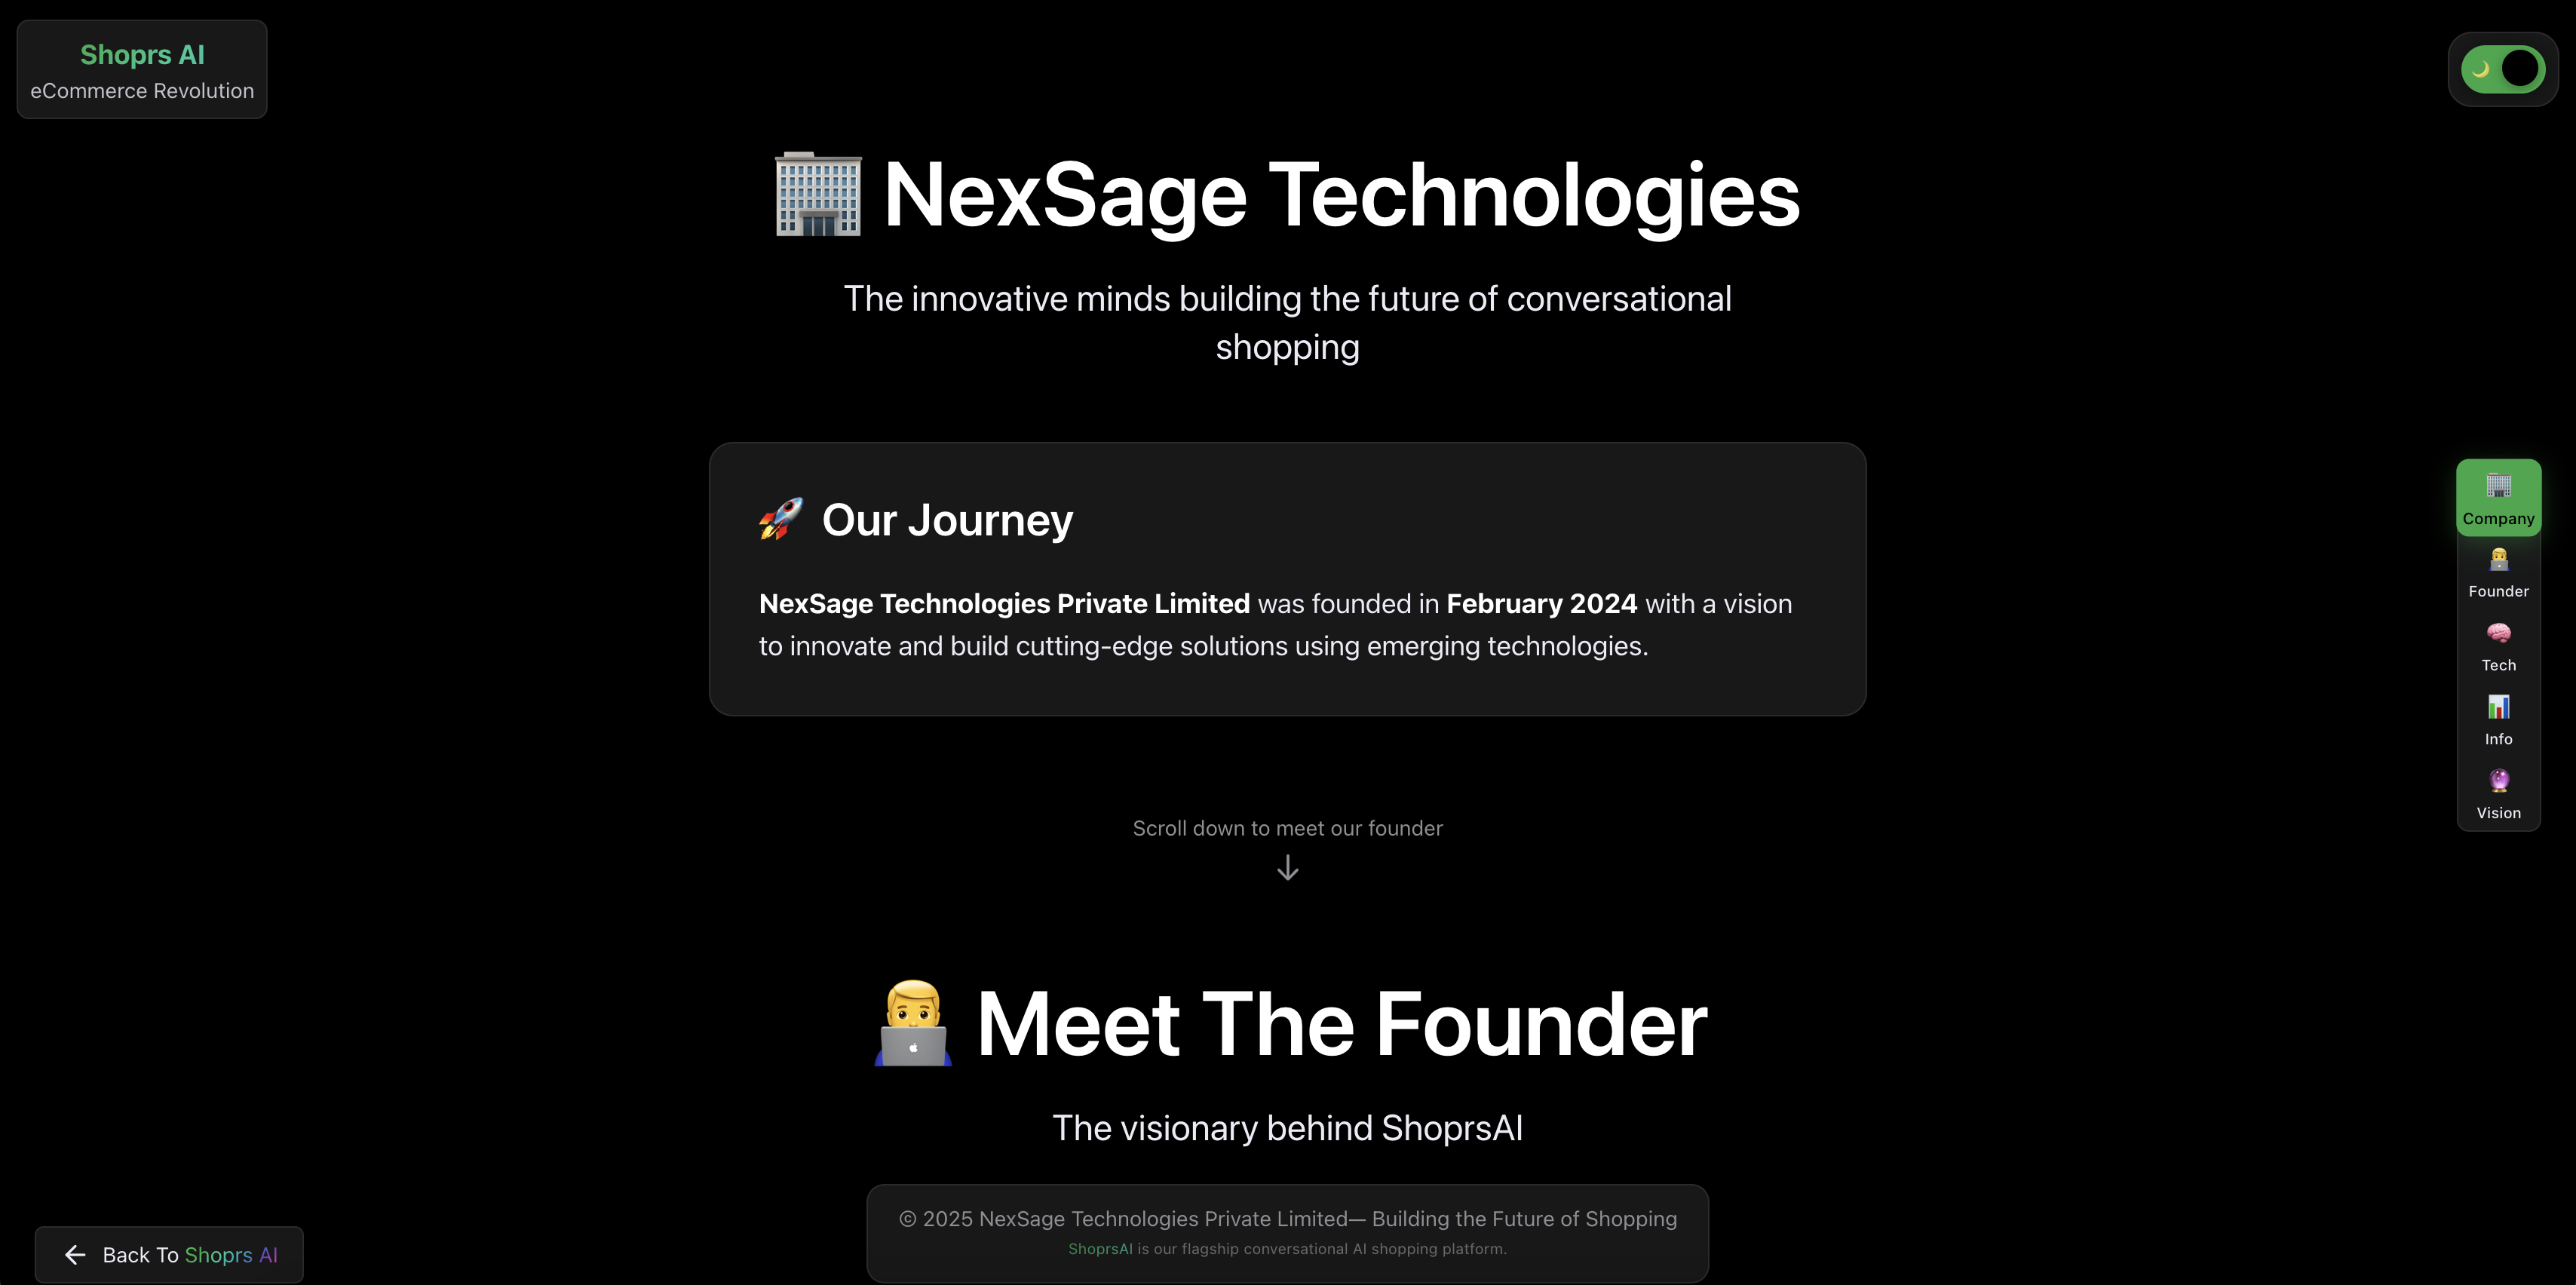 Shoprs AI
eCommerce Revolution
NexSage Technologies
The innovative minds building the future of conversational
shopping
Our Journey
NexSage Technologies Private Limited was founded in February 2024 with a vision
to innovate and build cutting-edge solutions using emerging technologies.
Company
Founder
Tech
Info
Vision
Scroll down to meet our founder
Meet The Founder
The visionary behind ShoprsAI
© 2025 NexSage Technologies Private Limited— Building the Future of Shopping
ShoprsAI is our flagship conversational AI shopping platform.
Back To Shoprs AI